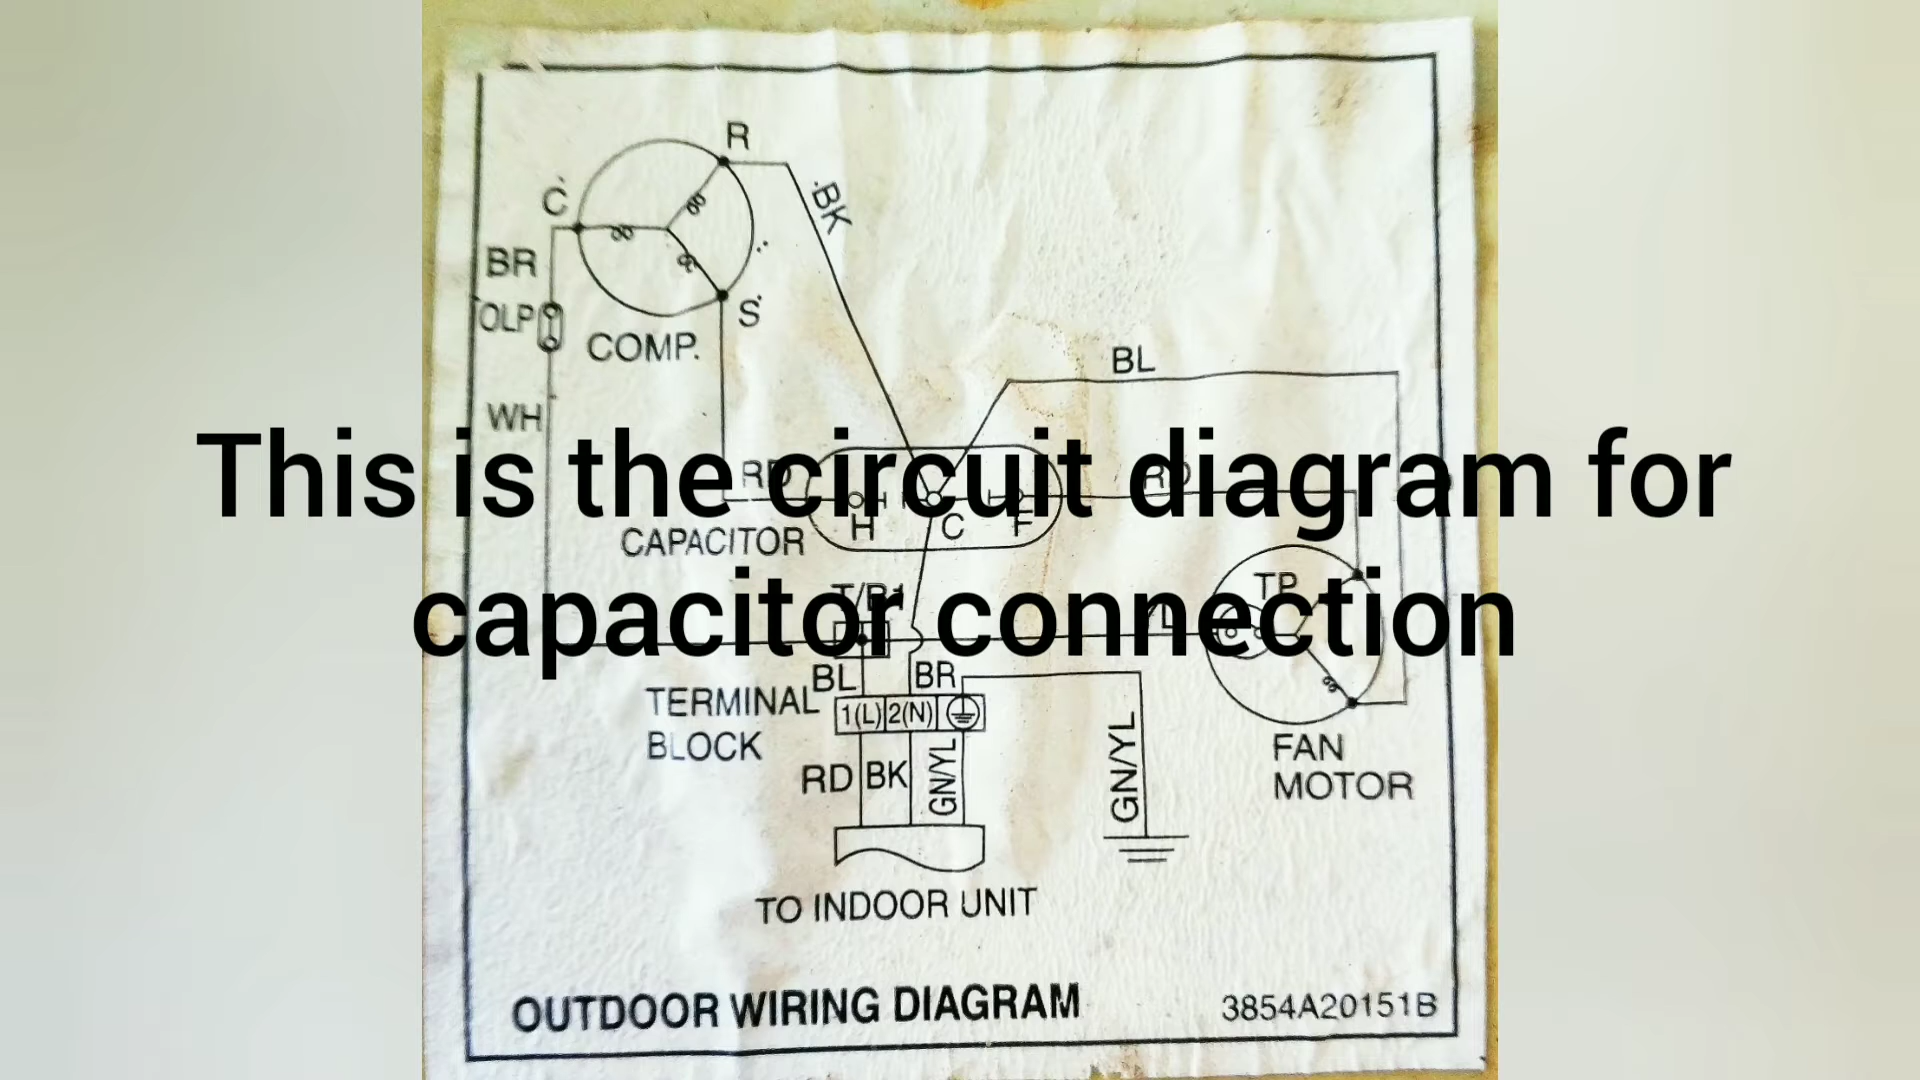 R
C
BK
BR
OLP
S
COMP.
BL
WH
This is the circuit diagram for
RD
RD
H
C
F
CAPACITOR
TP
capacitor connection
BL
BR
TERMINAL
BLOCK
1(L) 2(N)
FAN
MOTOR
RD BK GN/YL
GN/YL
TO INDOOR UNIT
OUTDOOR WIRING DIAGRAM
3854A20151B